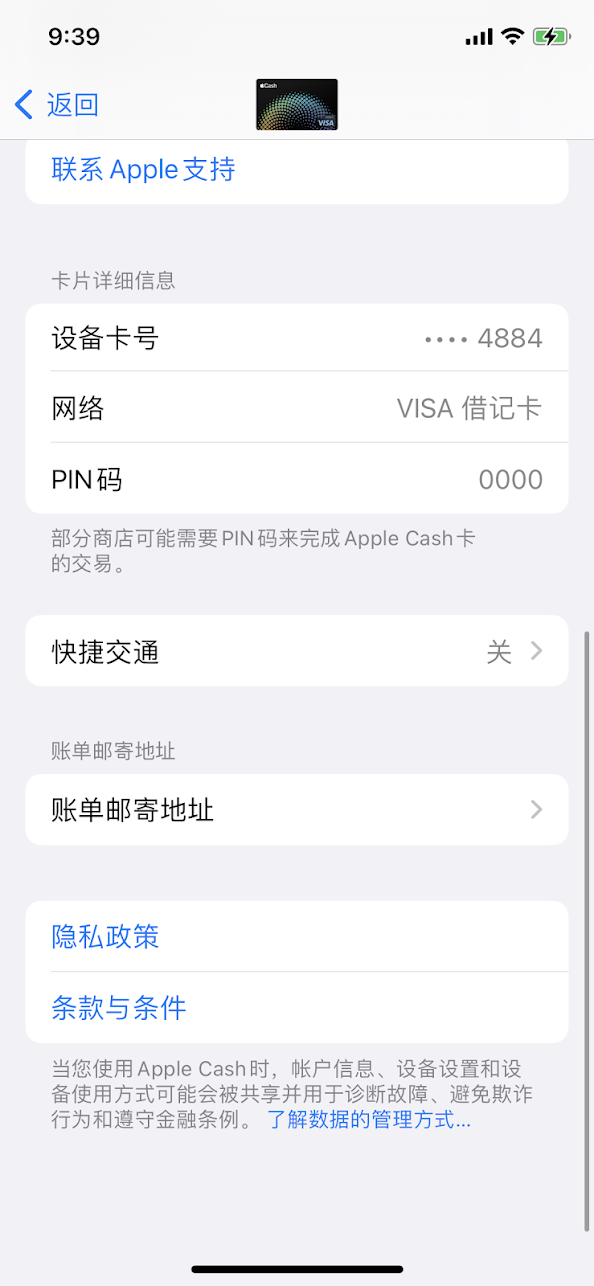 9:39
返回
Cash
VISA
联系 Apple 支持
卡片详细信息
设备卡号 •••• 4884
网络 VISA 借记卡
PIN 码 0000
部分商店可能需要 PIN 码来完成 Apple Cash 卡
的交易。
快捷交通 关
账单邮寄地址
账单邮寄地址
隐私政策
条款与条件
当您使用 Apple Cash 时，帐户信息、设备设置和设
备使用方式可能会被共享并用于诊断故障、避免欺诈
行为和遵守金融条例。 了解数据的管理方式...